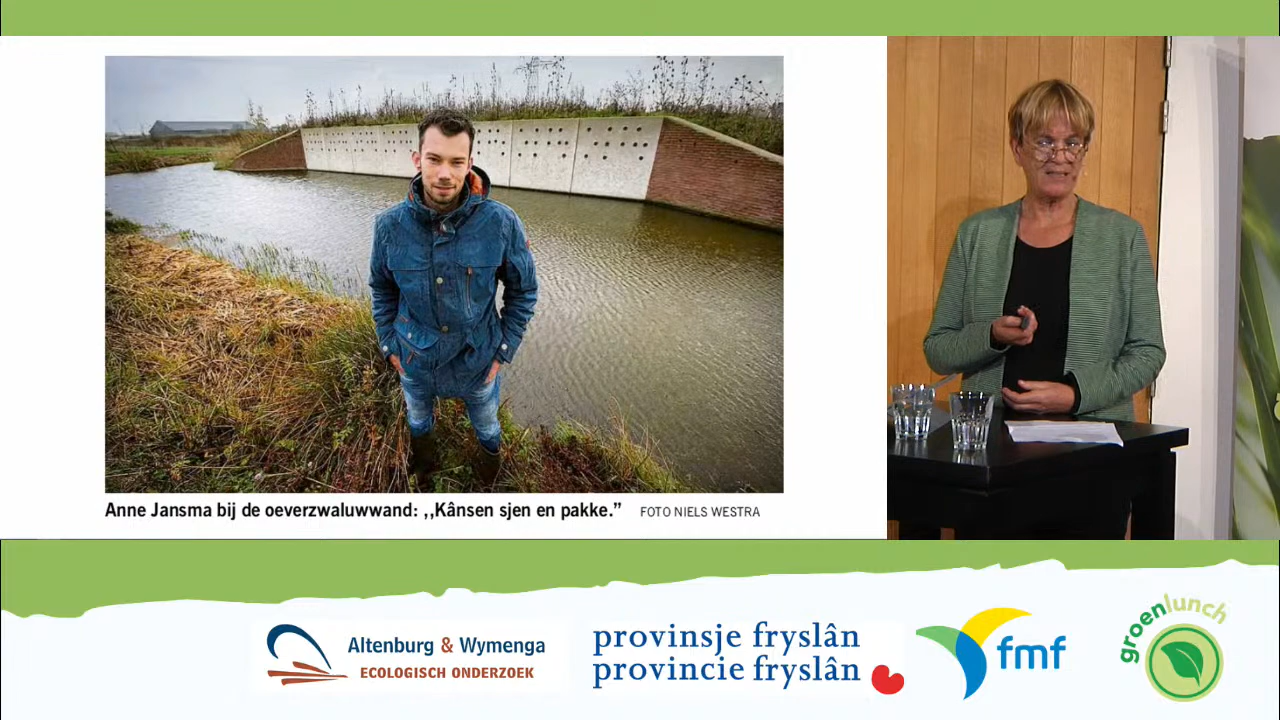 Anne Jansma bij de oeverzwaluwwand: ,,Kânsen sjen en pakke.” FOTO NIELS WESTRA
Altenburg & Wymenga
ECOLOGISCH ONDERZOEK
provinsje fryslân
provincie fryslân
fmf
groenlunch